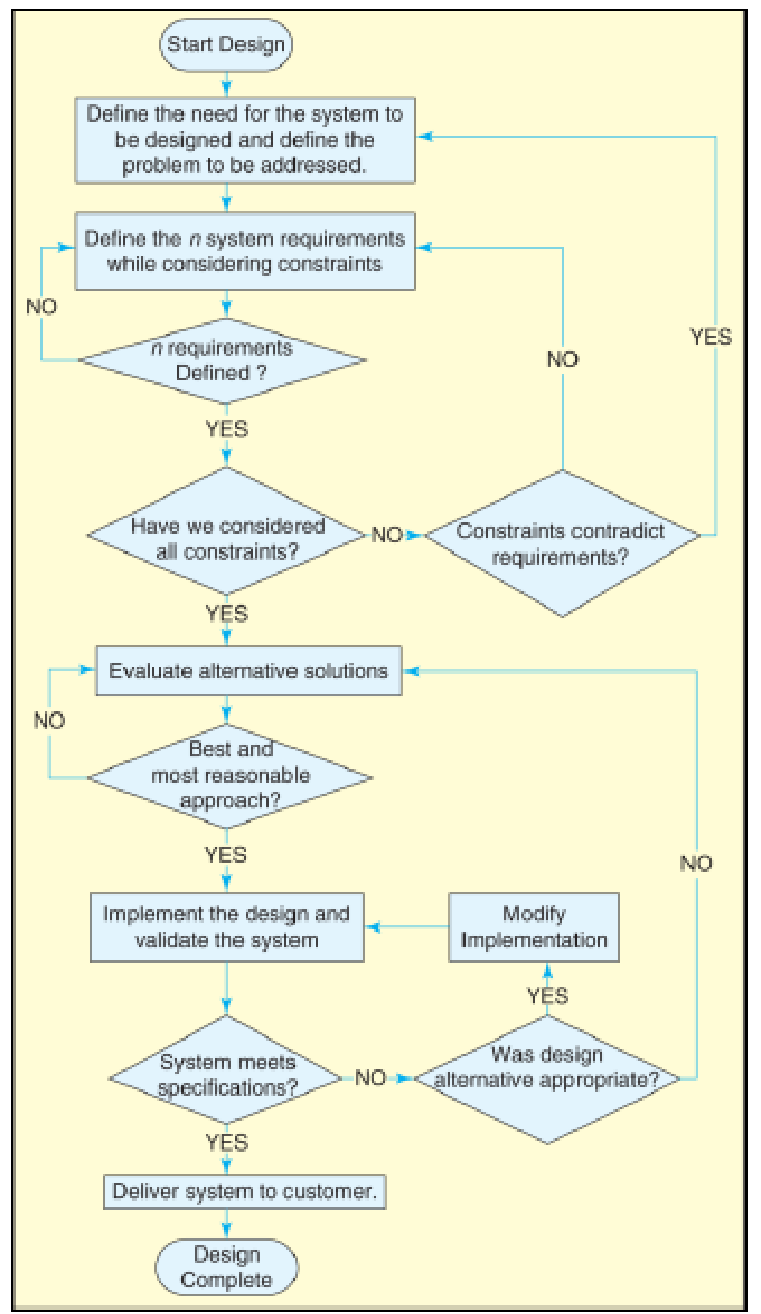 Start Design
Define the need for the system to
be designed and define the
problem to be addressed.
Define the n system requirements
while considering constraints
NO
YES
n requirements
Defined ?
NO
YES
Have we considered
all constraints?
NO
Constraints contradict
requirements?
YES
Evaluate alternative solutions
NO
Best and
most reasonable
approach?
YES
NO
Implement the design and
validate the system
Modify
Implementation
YES
System meets
specifications?
NO
Was design
alternative appropriate?
YES
Deliver system to customer.
Design
Complete